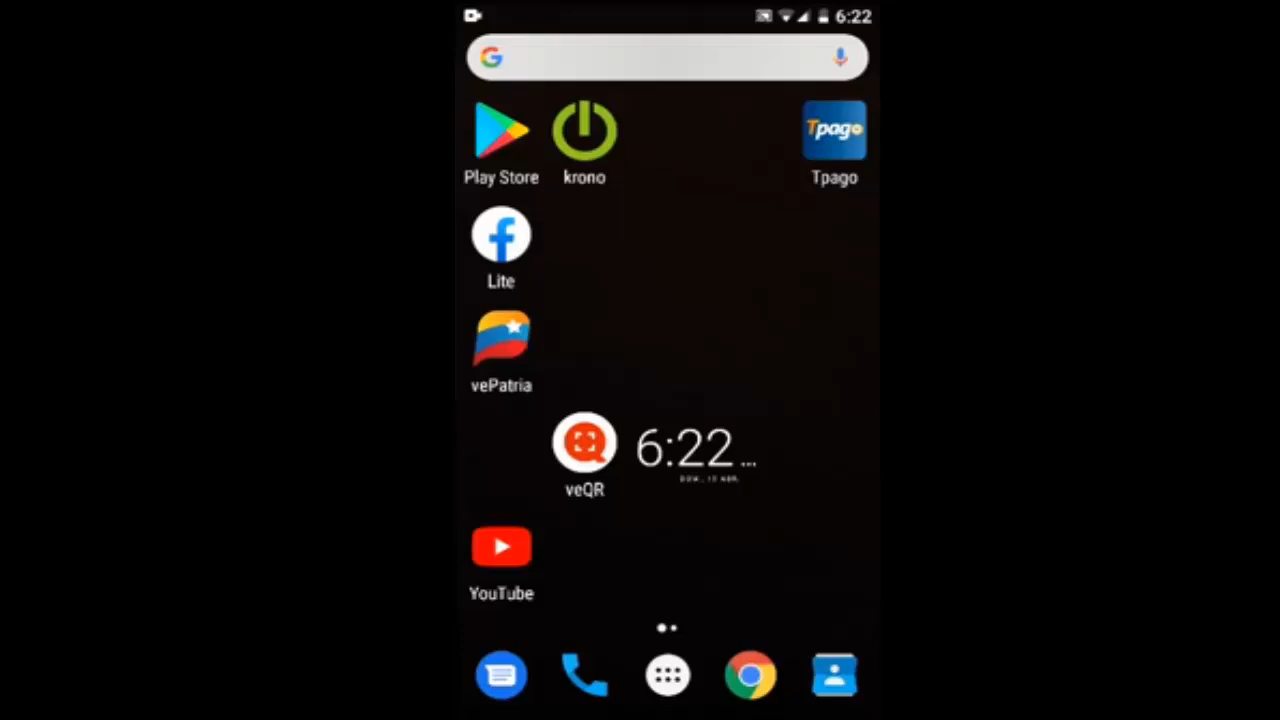 6:22
Play Store
krono
Tpago
Tpago
Lite
vePatria
6:22
veQR
YouTube